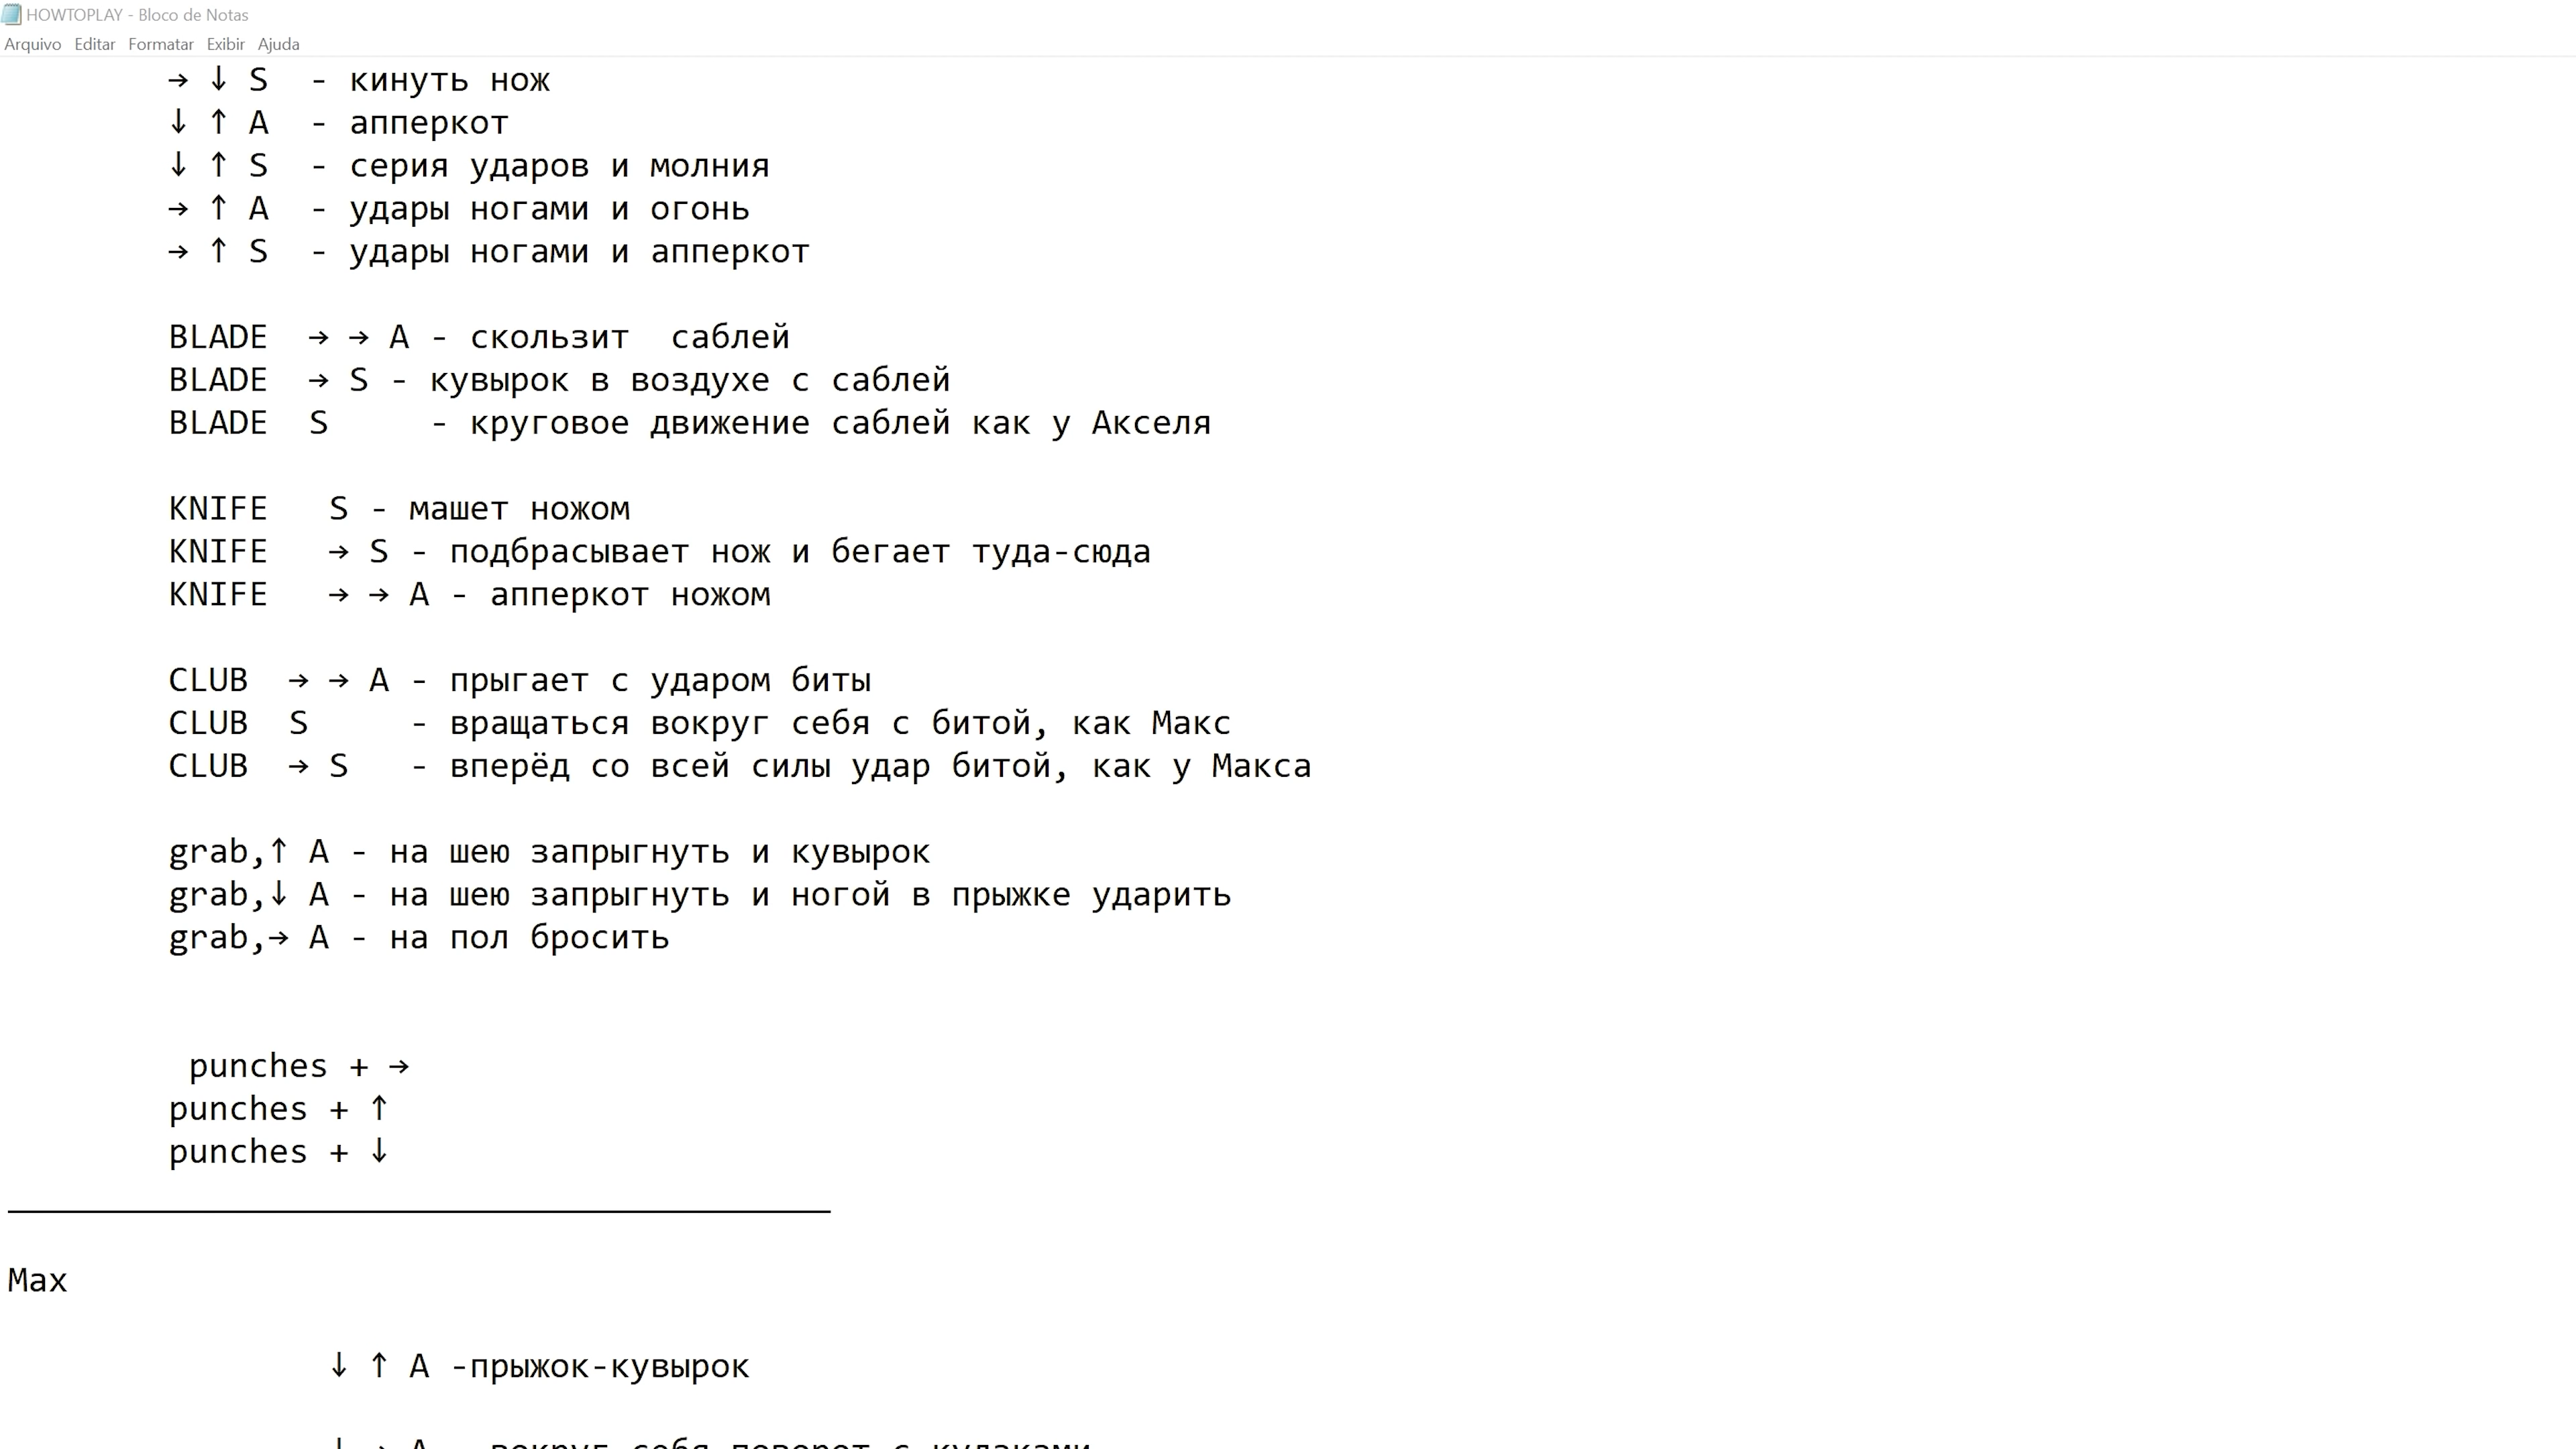 HOWTOPLAY - Bloco de Notas
Arquivo Editar Formatar Exibir Ajuda
→ ↓ S - кинуть нож
↓ ↑ A - апперкот
↓ ↑ S - серия ударов и молния
→ ↑ A - удары ногами и огонь
→ ↑ S - удары ногами и апперкот
BLADE → → A - скользит саблей
BLADE → S - кувырок в воздухе с саблей
BLADE S - круговое движение саблей как у Акселя
KNIFE S - машет ножом
KNIFE → S - подбрасывает нож и бегает туда-сюда
KNIFE → → A - апперкот ножом
CLUB → → A - прыгает с ударом биты
CLUB S - вращаться вокруг себя с битой, как Макс
CLUB → S - вперёд со всей силы удар битой, как у Макса
grab,↑ A - на шею запрыгнуть и кувырок
grab,↓ A - на шею запрыгнуть и ногой в прыжке ударить
grab,→ A - на пол бросить
punches + →
punches + ↑
punches + ↓
Max
↓ ↑ A -прыжок-кувырок
↓ → A - вокруг себя поворот с кулаками